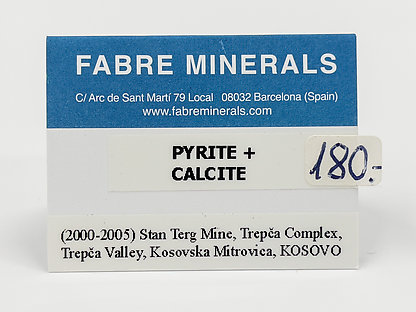 FABRE MINERALS
C/ Arc de Sant Martí 79 Local 08032 Barcelona (Spain)
www.fabreminerals.com
PYRITE +
CALCITE
180.-
(2000-2005) Stan Terg Mine, Trepča Complex,
Trepča Valley, Kosovska Mitrovica, KOSOVO